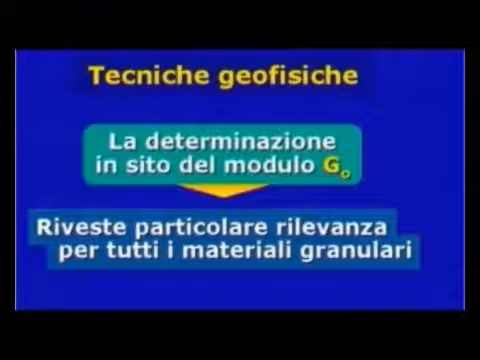 Tecniche geofisiche
La determinazione
in sito del modulo G₀
Riveste particolare rilevanza
per tutti i materiali granulari